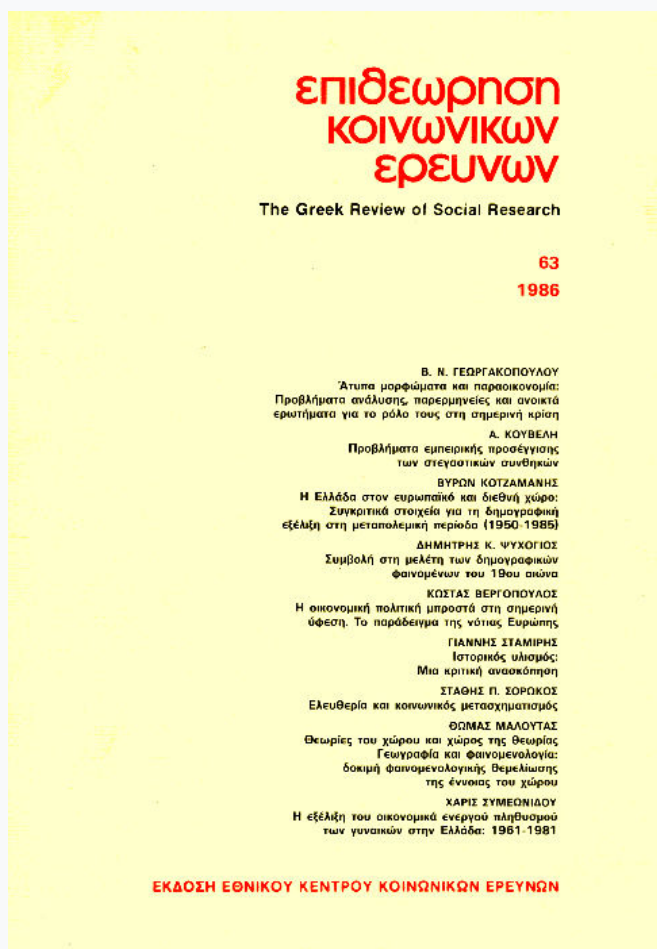 επιθεωρηση
κοινωνικων
ερευνων
The Greek Review of Social Research
63
1986
Β. Ν. ΓΕΩΡΓΑΚΟΠΟΥΛΟΥ
Άτυπα μορφώματα και παραοικονομία:
Προβλήματα ανάλυσης, παρερμηνείες και ανοικτά
ερωτήματα για το ρόλο τους στη σημερινή κρίση
Α. ΚΟΥΒΕΛΗ
Προβλήματα εμπειρικής προσέγγισης
των στεγαστικών συνθηκών
ΒΥΡΩΝ ΚΟΤΖΑΜΑΝΗΣ
Η Ελλάδα στον ευρωπαϊκό και διεθνή χώρο:
Συγκριτικά στοιχεία για τη δημογραφική
εξέλιξη στη μεταπολεμική περίοδο (1950-1985)
ΔΗΜΗΤΡΗΣ Κ. ΨΥΧΟΓΙΟΣ
Συμβολή στη μελέτη των δημογραφικών
φαινομένων του 19ου αιώνα
ΚΩΣΤΑΣ ΒΕΡΓΟΠΟΥΛΟΣ
Η οικονομική πολιτική μπροστά στη σημερινή
ύφεση. Το παράδειγμα της νότιας Ευρώπης
ΓΙΑΝΝΗΣ ΣΤΑΜΙΡΗΣ
Ιστορικός υλισμός:
Μια κριτική ανασκόπηση
ΣΤΑΘΗΣ Π. ΣΟΡΩΚΟΣ
Ελευθερία και κοινωνικός μετασχηματισμός
ΘΩΜΑΣ ΜΑΛΟΥΤΑΣ
Θεωρίες του χώρου και χώρος της θεωρίας
Γεωγραφία και φαινομενολογία:
δοκιμή φαινομενολογικής θεμελίωσης
της έννοιας του χώρου
ΧΑΡΙΣ ΣΥΜΕΩΝΙΔΟΥ
Η εξέλιξη του οικονομικά ενεργού πληθυσμού
των γυναικών στην Ελλάδα: 1961-1981
ΕΚΔΟΣΗ ΕΘΝΙΚΟΥ ΚΕΝΤΡΟΥ ΚΟΙΝΩΝΙΚΩΝ ΕΡΕΥΝΩΝ